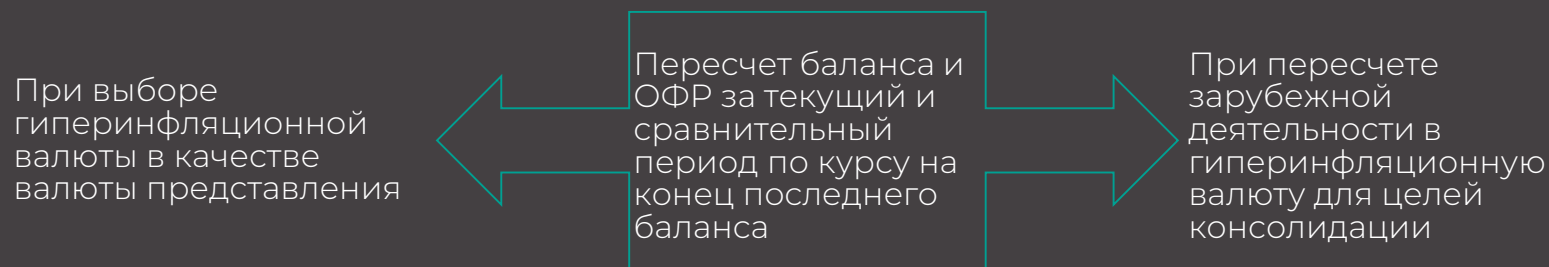 При выборе
гиперинфляционной
валюты в качестве
валюты представления
Пересчет баланса и
ОФР за текущий и
сравнительный
период по курсу на
конец последнего
баланса
При пересчете
зарубежной
деятельности в
гиперинфляционную
валюту для целей
консолидации